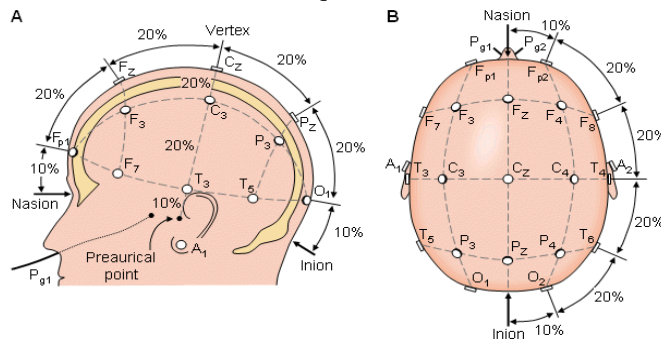 A
Vertex
20%
Cz
20%
Fz
20%
20%
20%
C3
F3
Pz
Fp1
20%
P3
20%
10%
F7
T3
T5
O1
Nasion
10%
10%
A1
Preaurical
point
Inion
Pg1
B
Nasion
10%
Pg1
Pg2
20%
Fp1
Fp2
F7
F3
Fz
F4
F8
20%
A1
T3
C3
Cz
C4
T4
A2
20%
T5
P3
Pz
P4
T6
O1
O2
20%
Inion
10%